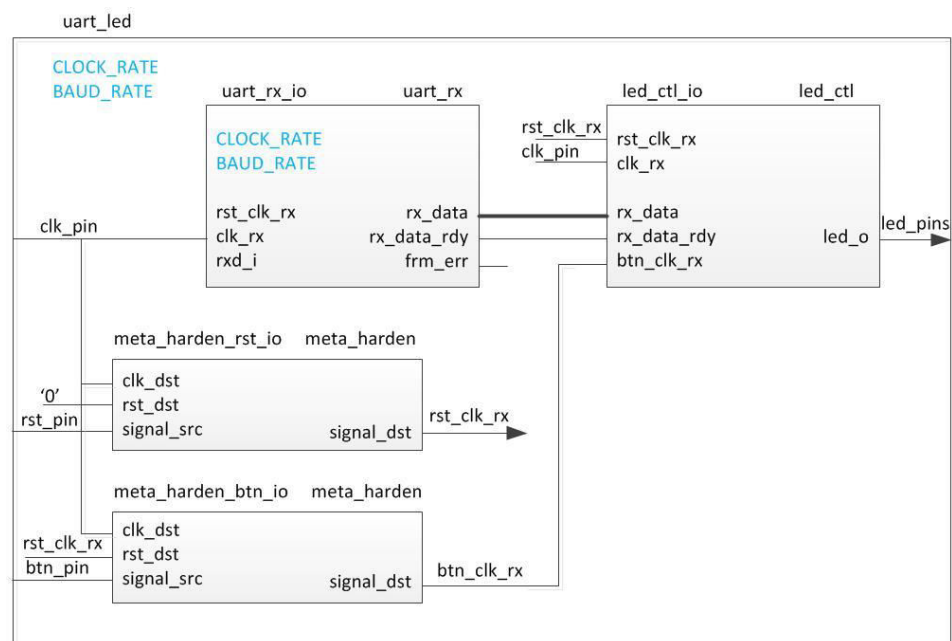 uart_led
CLOCK_RATE
BAUD_RATE
uart_rx_io uart_rx
CLOCK_RATE
BAUD_RATE
rst_clk_rx rx_data
clk_rx rx_data_rdy
rxd_i frm_err
led_ctl_io led_ctl
rst_clk_rx
clk_pin
rst_clk_rx
clk_rx
rx_data
rx_data_rdy led_o
btn_clk_rx
led_pins
clk_pin
meta_harden_rst_io meta_harden
clk_dst
‘0’
rst_dst
rst_pin
signal_src signal_dst
rst_clk_rx
meta_harden_btn_io meta_harden
clk_dst
rst_clk_rx
rst_dst
btn_pin
signal_src signal_dst
btn_clk_rx